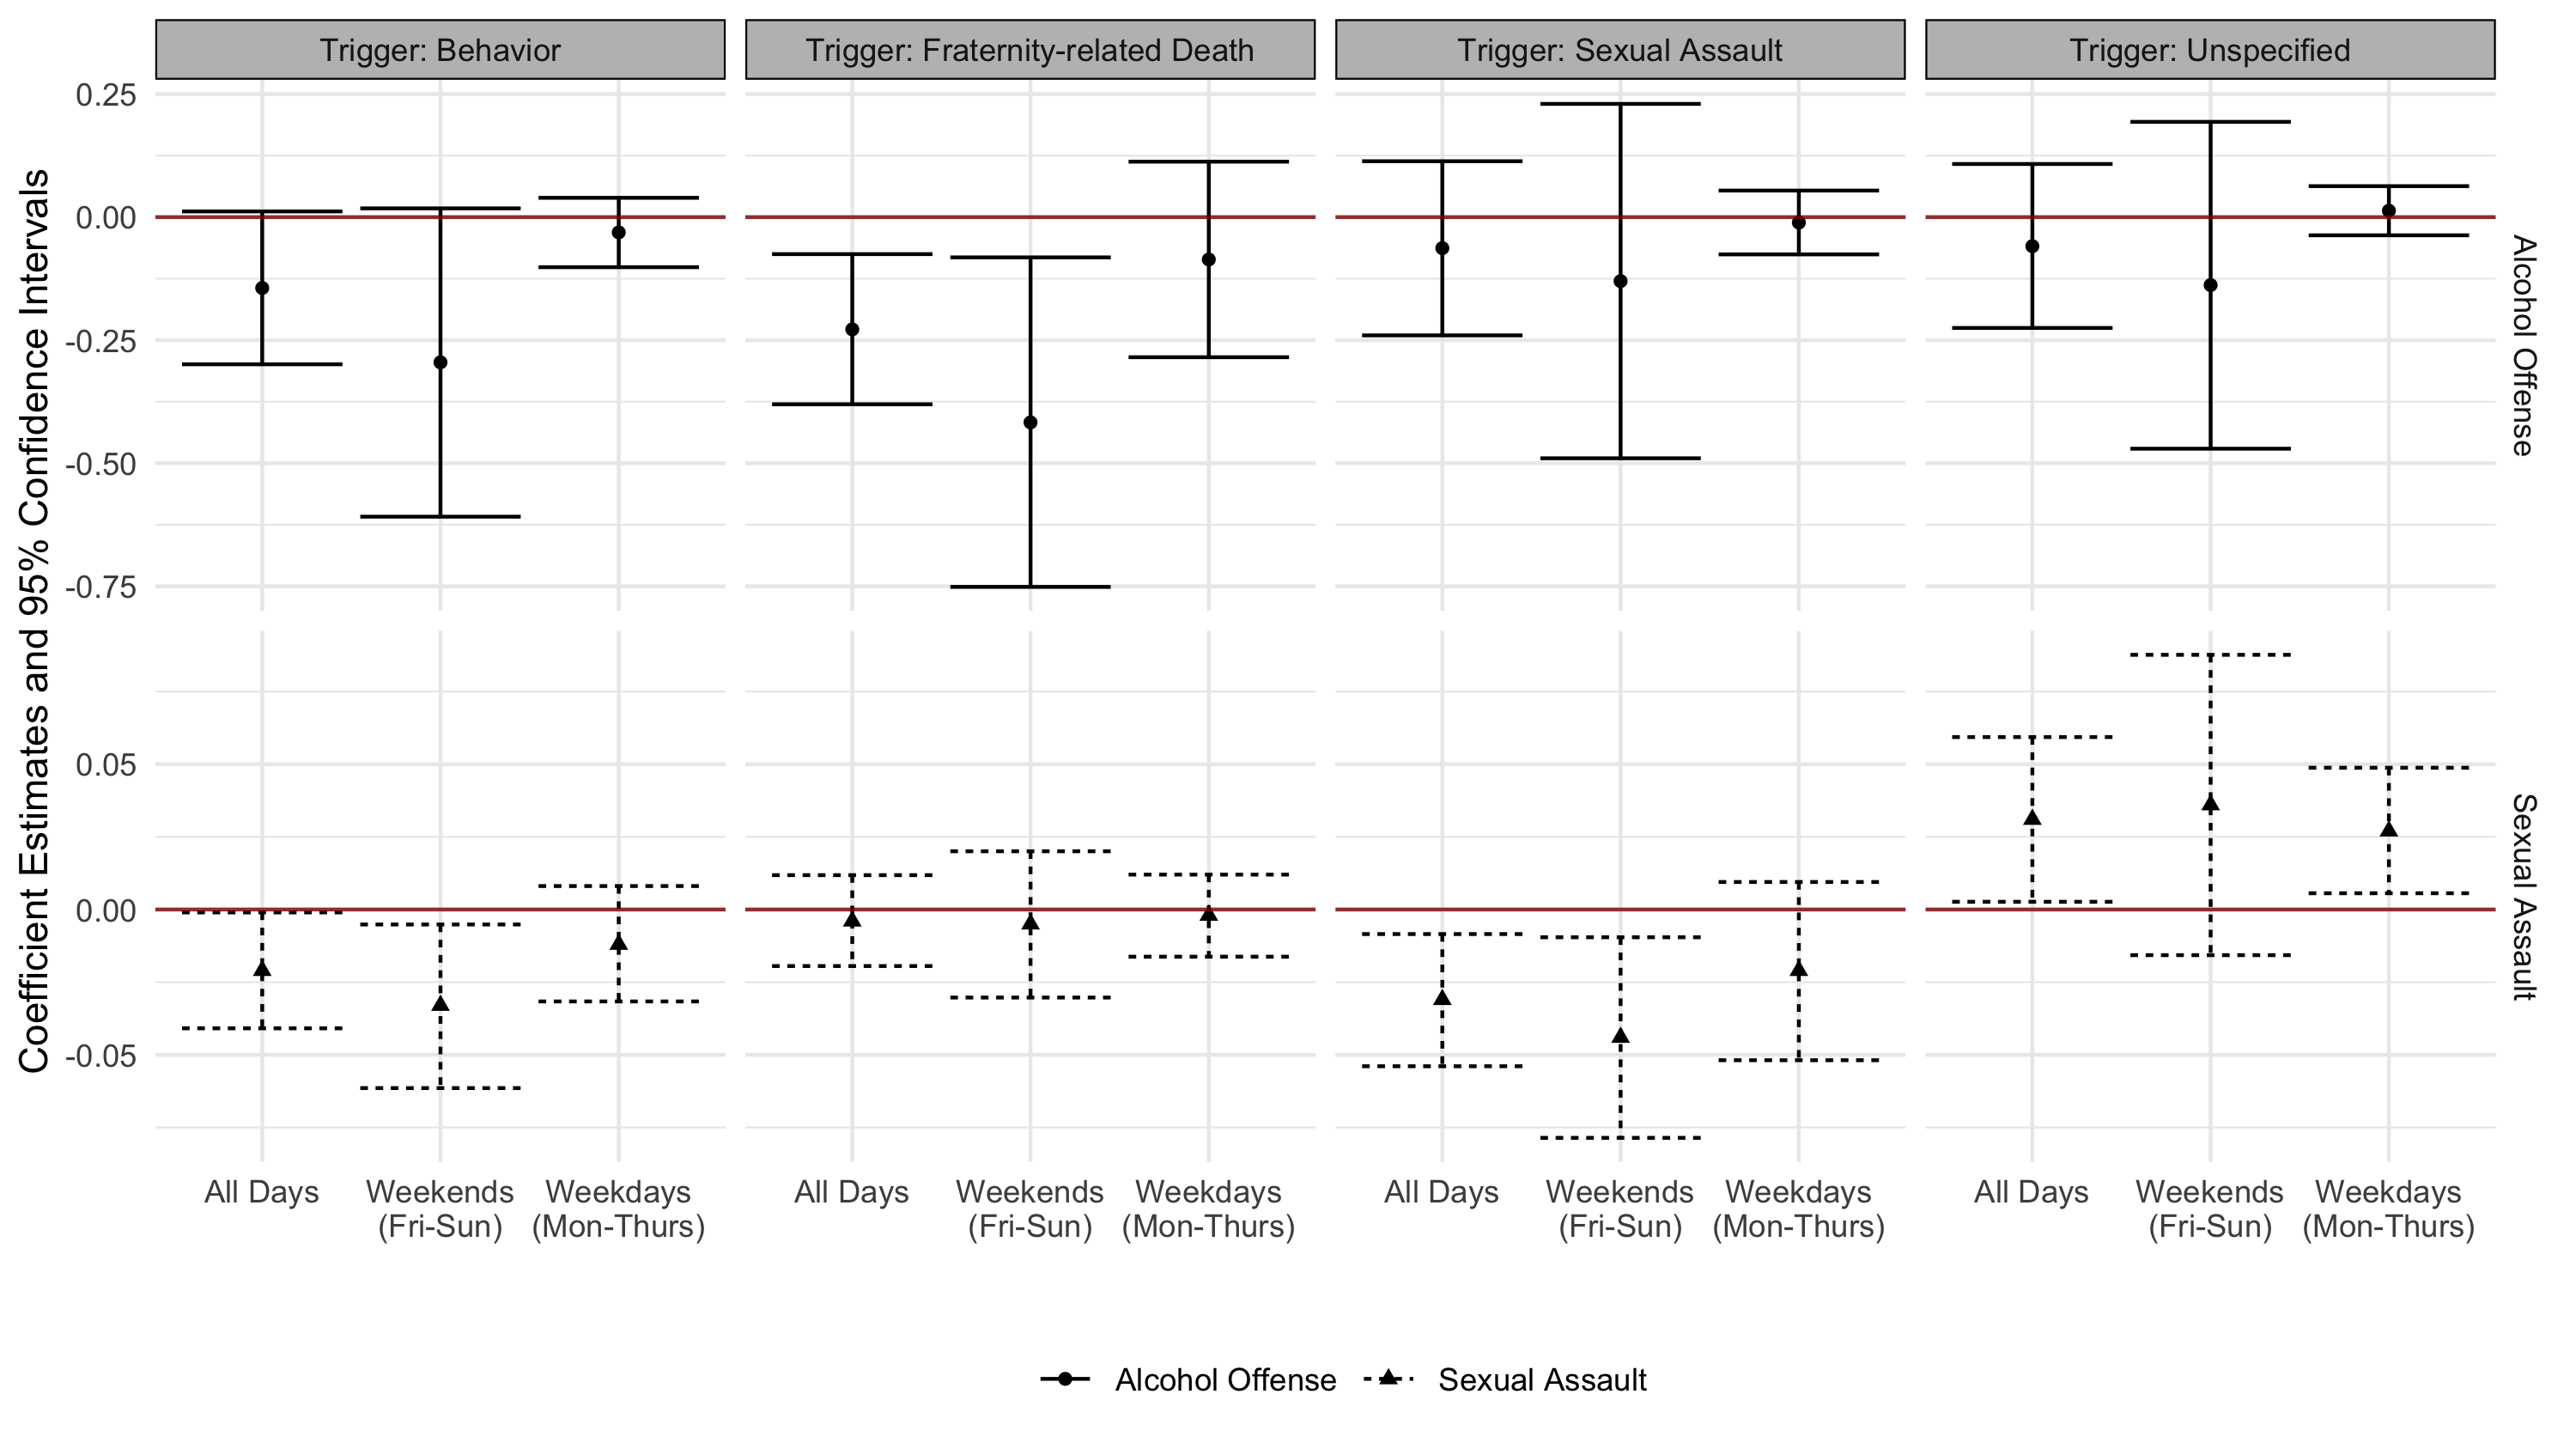 Trigger: Behavior
Trigger: Fraternity-related Death
Trigger: Sexual Assault
Trigger: Unspecified
Coefficient Estimates and 95% Confidence Intervals
0.25
0.00
-0.25
-0.50
-0.75
Alcohol Offense
0.05
0.00
-0.05
Sexual Assault
All Days
Weekends
(Fri-Sun)
Weekdays
(Mon-Thurs)
All Days
Weekends
(Fri-Sun)
Weekdays
(Mon-Thurs)
All Days
Weekends
(Fri-Sun)
Weekdays
(Mon-Thurs)
All Days
Weekends
(Fri-Sun)
Weekdays
(Mon-Thurs)
Alcohol Offense
Sexual Assault